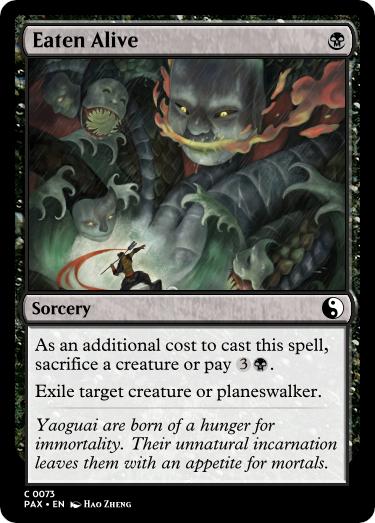 Eaten Alive
Sorcery
As an additional cost to cast this spell,
sacrifice a creature or pay 3.
Exile target creature or planeswalker.
Yaoguai are born of a hunger for
immortality. Their unnatural incarnation
leaves them with an appetite for mortals.
C 0073
PAX • EN Hao Zheng